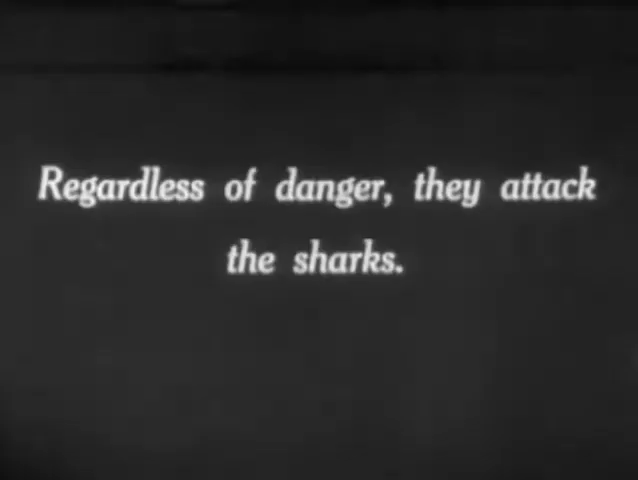 Regardless of danger, they attack
the sharks.